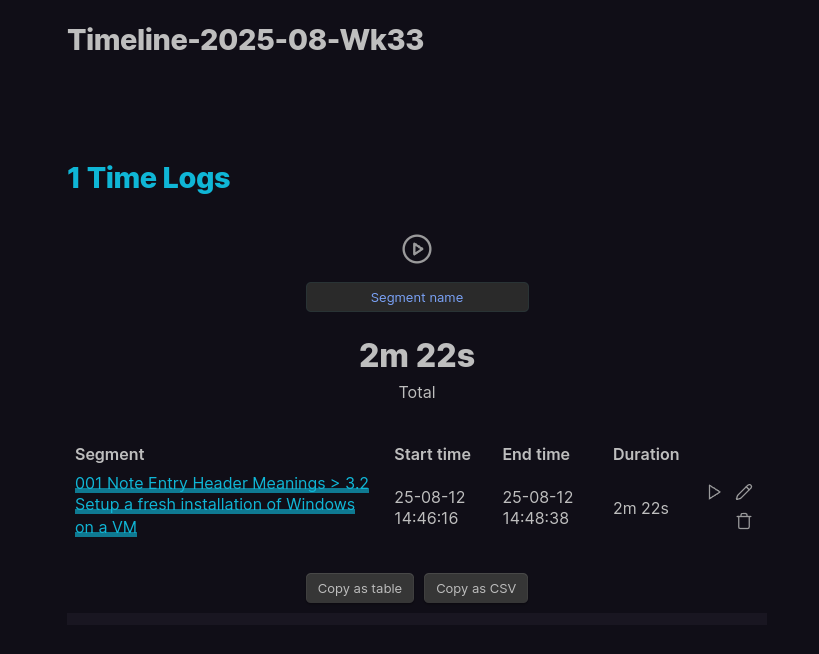 Timeline-2025-08-Wk33
1 Time Logs
Segment name
2m 22s
Total
Segment Start time End time Duration
001 Note Entry Header Meanings > 3.2
Setup a fresh installation of Windows
on a VM
25-08-12
14:46:16
25-08-12
14:48:38
2m 22s
Copy as table Copy as CSV